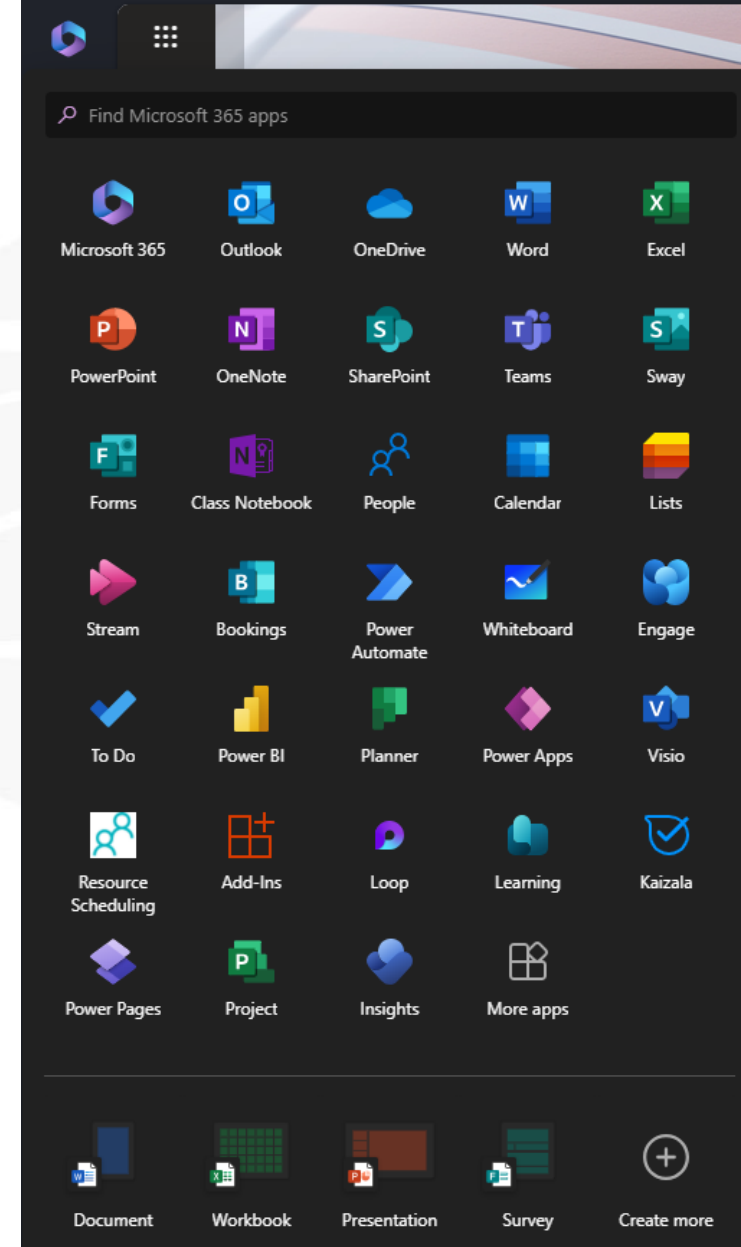 Find Microsoft 365 apps
Microsoft 365
O
Outlook
OneDrive
W
Word
X
Excel
P
PowerPoint
N
OneNote
S
SharePoint
T
Teams
S
Sway
F
Forms
N
Class Notebook
People
Calendar
Lists
Stream
B
Bookings
Power
Automate
Whiteboard
Engage
To Do
Power BI
Planner
Power Apps
V
Visio
Resource
Scheduling
Add-Ins
Loop
Learning
Kaizala
Power Pages
P
Project
Insights
More apps
W
Document
X
Workbook
P
Presentation
F
Survey
Create more